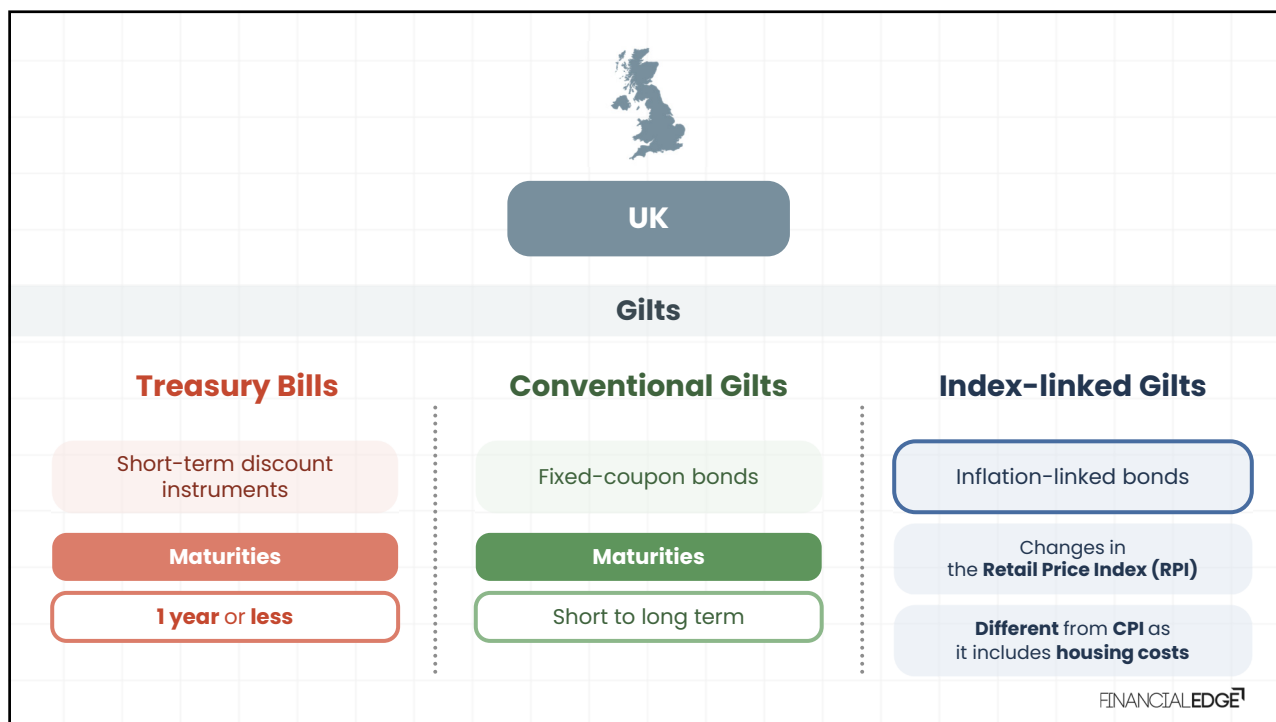 UK
Gilts
Treasury Bills
Short-term discount
instruments
Maturities
1 year or less
Conventional Gilts
Fixed-coupon bonds
Maturities
Short to long term
Index-linked Gilts
Inflation-linked bonds
Changes in
the Retail Price Index (RPI)
Different from CPI as
it includes housing costs
FINANCIALEDGE